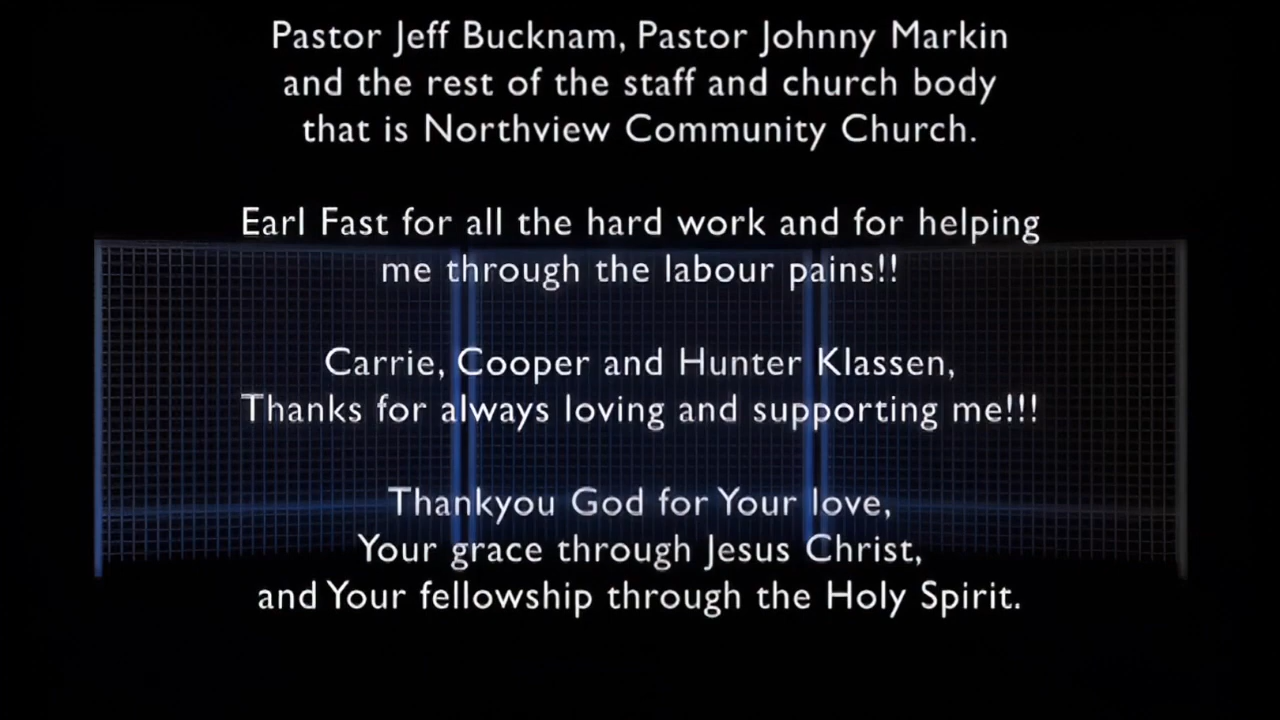 Pastor Jeff Bucknam, Pastor Johnny Markin
and the rest of the staff and church body
that is Northview Community Church.
Earl Fast for all the hard work and for helping
me through the labour pains!!
Carrie, Cooper and Hunter Klassen,
Thanks for always loving and supporting me!!!
Thankyou God for Your love,
Your grace through Jesus Christ,
and Your fellowship through the Holy Spirit.